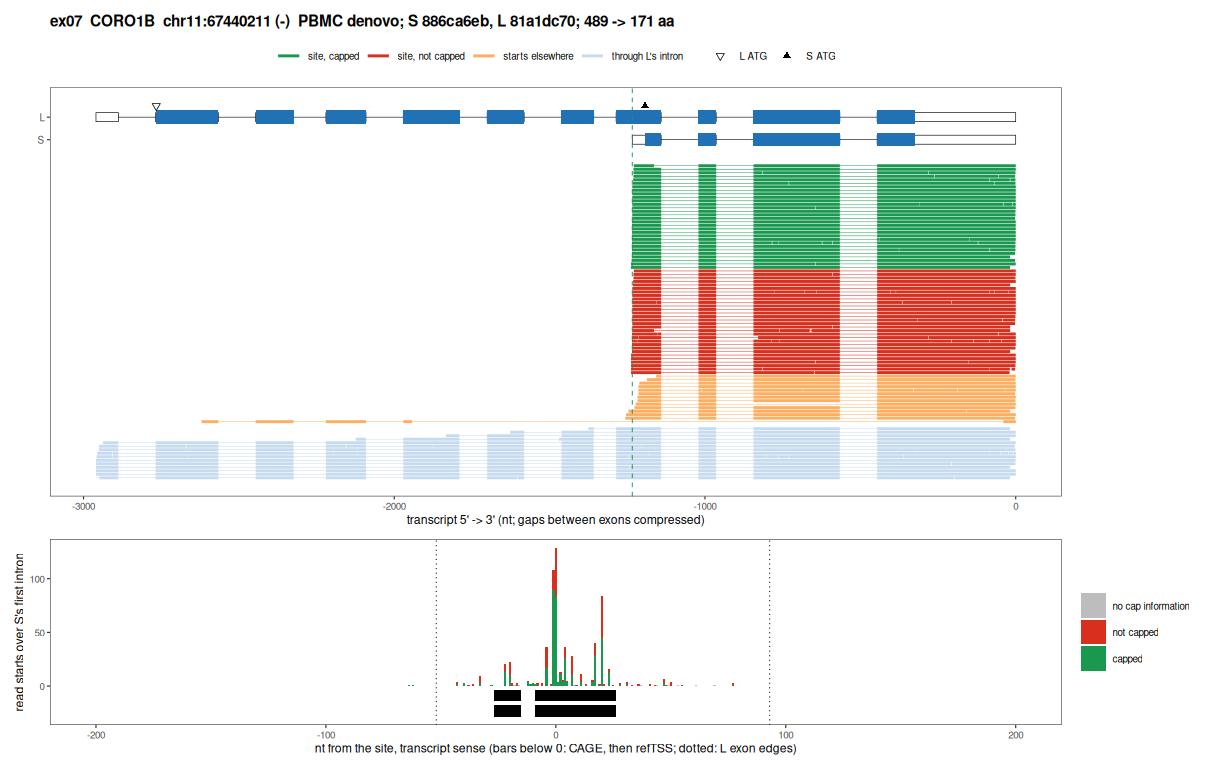 ex07 CORO1B chr11:67440211 (-) PBMC denovo; S 886ca6eb, L 81a1dc70; 489 -> 171 aa
site, capped site, not capped starts elsewhere through L's intron L ATG S ATG
L
S
-3000 -2000 -1000 0
transcript 5' -> 3' (nt; gaps between exons compressed)
read starts over S's first intron
100
50
0
no cap information
not capped
capped
-200 -100 0 100 200
nt from the site, transcript sense (bars below 0: CAGE, then refTSS; dotted: L exon edges)